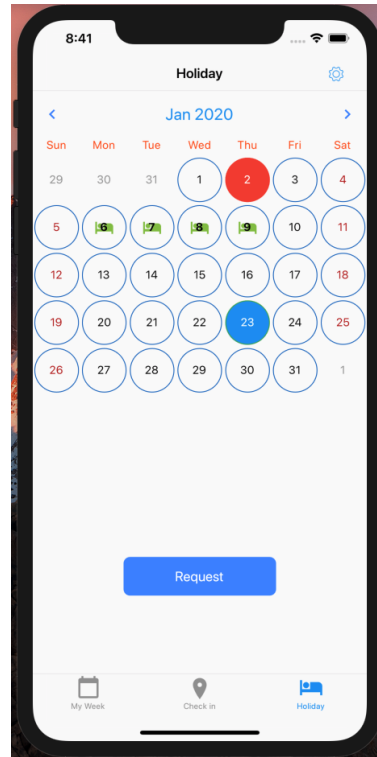 8:41
Holiday
Jan 2020
Sun Mon Tue Wed Thu Fri Sat
29 30 31 1 2 3 4
5 6 7 8 9 10 11
12 13 14 15 16 17 18
19 20 21 22 23 24 25
26 27 28 29 30 31 1
Request
My Week Check in Holiday